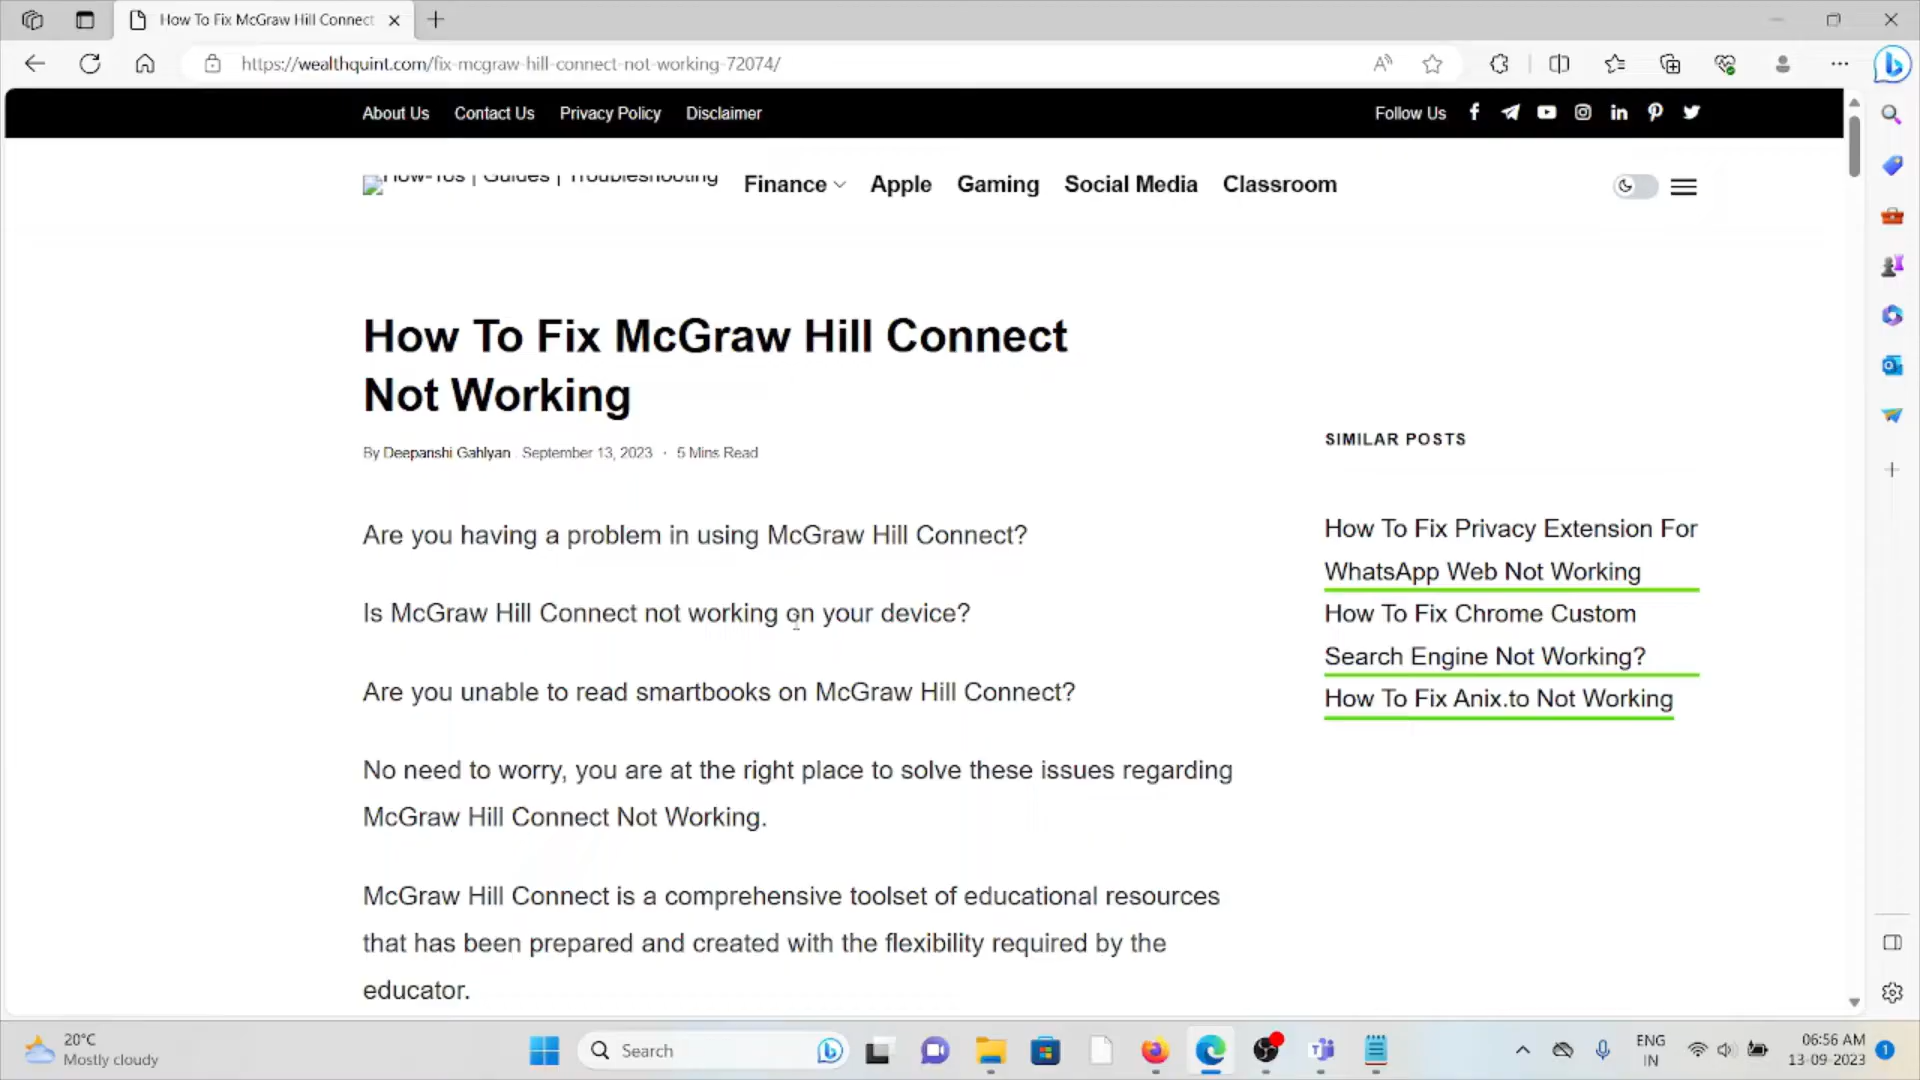 How To Fix McGraw Hill Connect
https://wealthquint.com/fix-mcgraw-hill-connect-not-working-72074/
About Us Contact Us Privacy Policy Disclaimer Follow Us
How-Tos | Guides | Troubleshooting Finance Apple Gaming Social Media Classroom
How To Fix McGraw Hill Connect
Not Working
By Deepanshi Gahlyan . September 13, 2023 · 5 Mins Read
Are you having a problem in using McGraw Hill Connect?
Is McGraw Hill Connect not working on your device?
Are you unable to read smartbooks on McGraw Hill Connect?
No need to worry, you are at the right place to solve these issues regarding
McGraw Hill Connect Not Working.
McGraw Hill Connect is a comprehensive toolset of educational resources
that has been prepared and created with the flexibility required by the
educator.
SIMILAR POSTS
How To Fix Privacy Extension For
WhatsApp Web Not Working
How To Fix Chrome Custom
Search Engine Not Working?
How To Fix Anix.to Not Working
20°C
Mostly cloudy
Search
ENG
IN
06:56 AM
13-09-2023
1